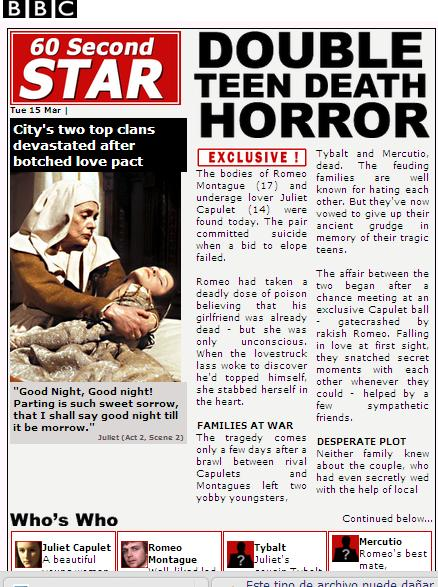 BBC
60 Second
STAR
Tue 15 Mar |
DOUBLE
TEEN DEATH
HORROR
City's two top clans
devastated after
botched love pact
"Good Night, Good night!
Parting is such sweet sorrow,
that I shall say good night till
it be morrow."
Juliet (Act 2, Scene 2)
EXCLUSIVE !
The bodies of Romeo
Montague (17) and
underage lover Juliet
Capulet (14) were
found today. The pair
committed suicide
when a bid to elope
failed.
Romeo had taken a
deadly dose of poison
believing that his
girlfriend was already
dead - but she was
only unconscious.
When the lovestruck
lass woke to discover
he'd topped himself,
she stabbed herself in
the heart.
FAMILIES AT WAR
The tragedy comes
only a few days after a
brawl between rival
Capulets and
Montagues left two
yobby youngsters,
Tybalt and Mercutio,
dead. The feuding
families are well
known for hating each
other. But they've now
vowed to give up their
ancient grudge in
memory of their tragic
teens.
The affair between the
two began after a
chance meeting at an
exclusive Capulet ball
- gatecrashed by
rakish Romeo. Falling
in love at first sight,
they snatched secret
moments with each
other whenever they
could - helped by a
few sympathetic
friends.
DESPERATE PLOT
Neither family knew
about the couple, who
had even secretly wed
with the help of local
Continued below...
Who's Who
Juliet Capulet
A beautiful
young woman
Romeo
Montague
Well-liked lad
Tybalt
Juliet's
cousin Tybalt
Mercutio
Romeo's best
mate,
Este tipo de archivo puede dañar